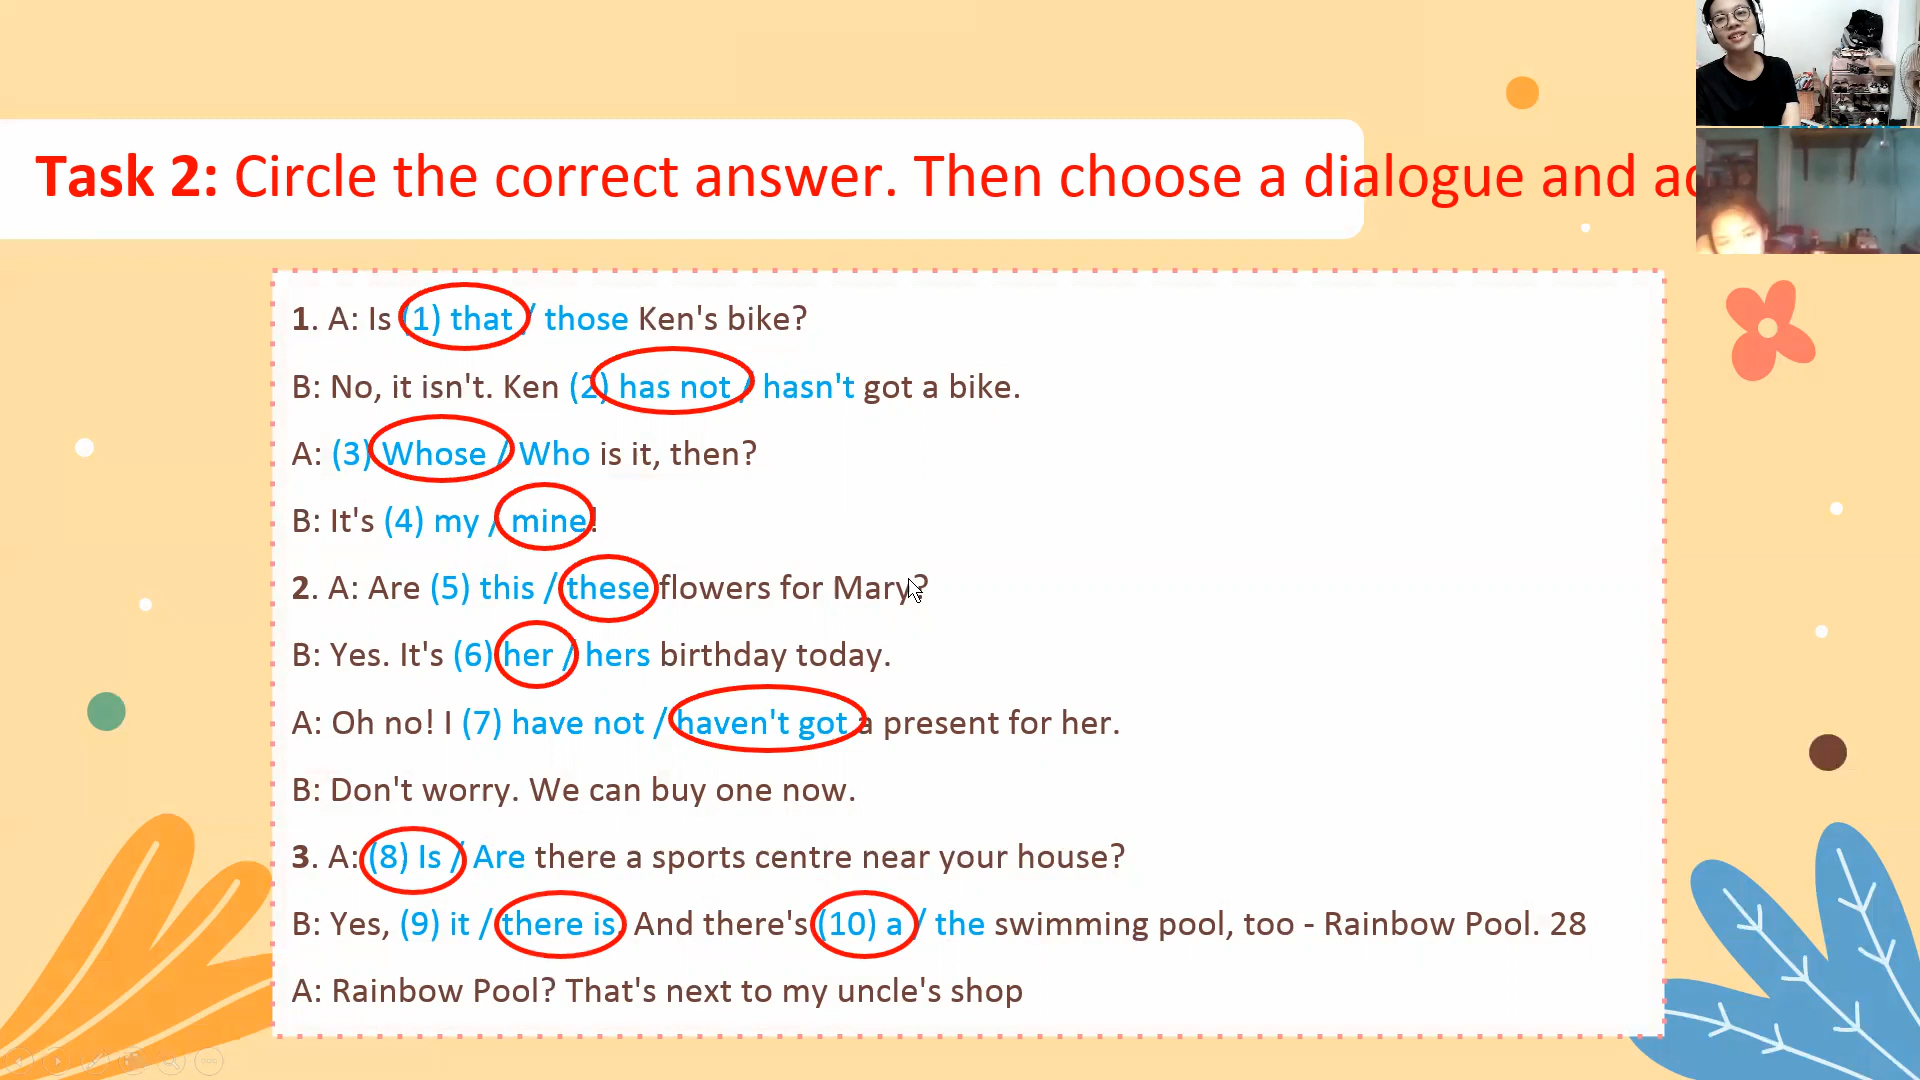 Task 2: Circle the correct answer. Then choose a dialogue and ac
1. A: Is (1) that / those Ken's bike?
B: No, it isn't. Ken (2) has not / hasn't got a bike.
A: (3) Whose / Who is it, then?
B: It's (4) my / mine!
2. A: Are (5) this / these flowers for Mary?
B: Yes. It's (6) her / hers birthday today.
A: Oh no! I (7) have not / haven't got a present for her.
B: Don't worry. We can buy one now.
3. A: (8) Is / Are there a sports centre near your house?
B: Yes, (9) it / there is. And there's (10) a / the swimming pool, too - Rainbow Pool. 28
A: Rainbow Pool? That's next to my uncle's shop